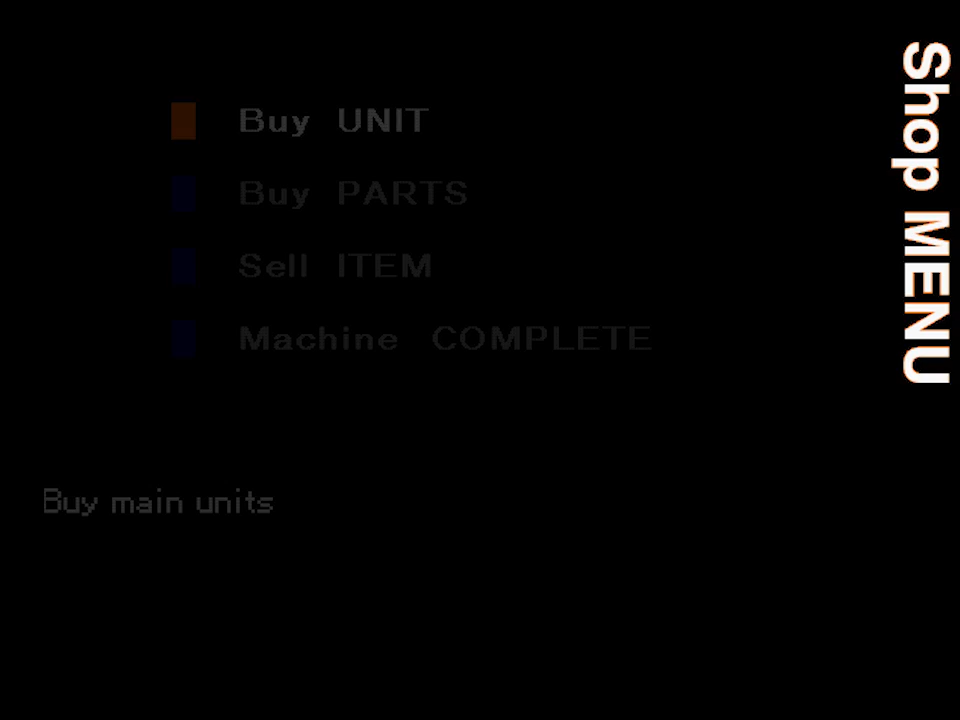 Shop MENU
Buy UNIT
Buy PARTS
Sell ITEM
Machine COMPLETE
Buy main units